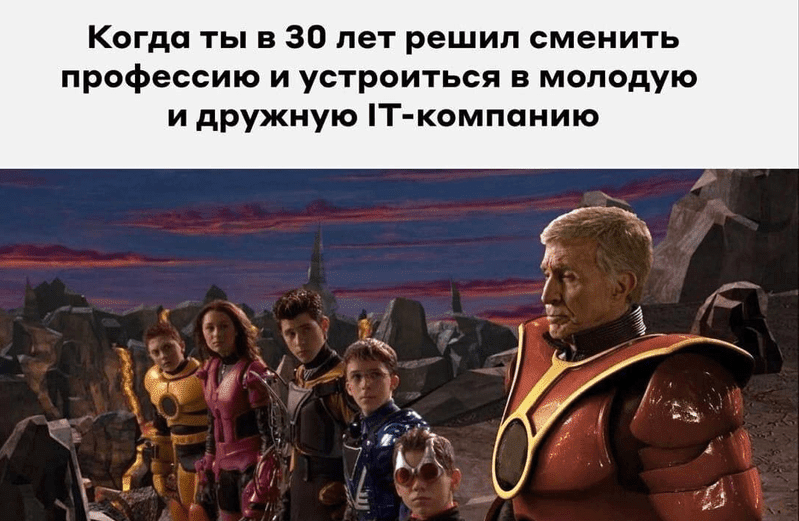 Когда ты в 30 лет решил сменить
профессию и устроиться в молодую
и дружную IT-компанию